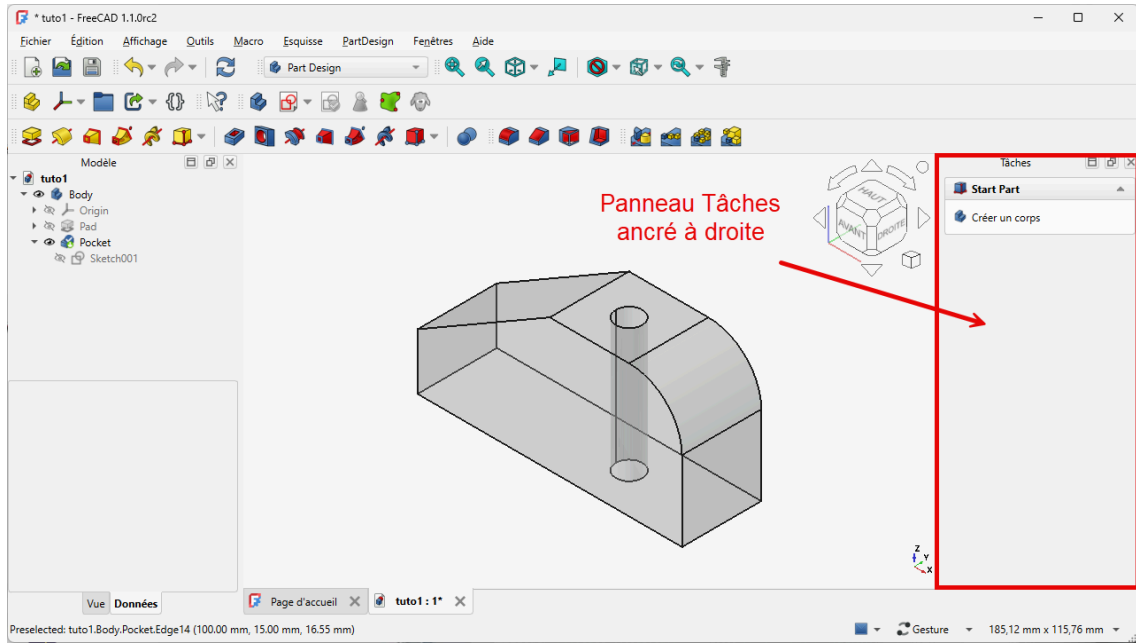 * tuto1 - FreeCAD 1.1.0rc2
Fichier Édition Affichage Outils Macro Esquisse PartDesign Fenêtres Aide
Part Design
Modèle
Tâches
tuto1
Body
Origin
Pad
Pocket
Sketch001
Start Part
Créer un corps
Panneau Tâches
ancré à droite
HAUT
AVANT
DROITE
Z
Y
X
Vue Données
Page d'accueil
tuto1 : 1*
Preselected: tuto1.Body.Pocket.Edge14 (100.00 mm, 15.00 mm, 16.55 mm)
Gesture
185,12 mm x 115,76 mm